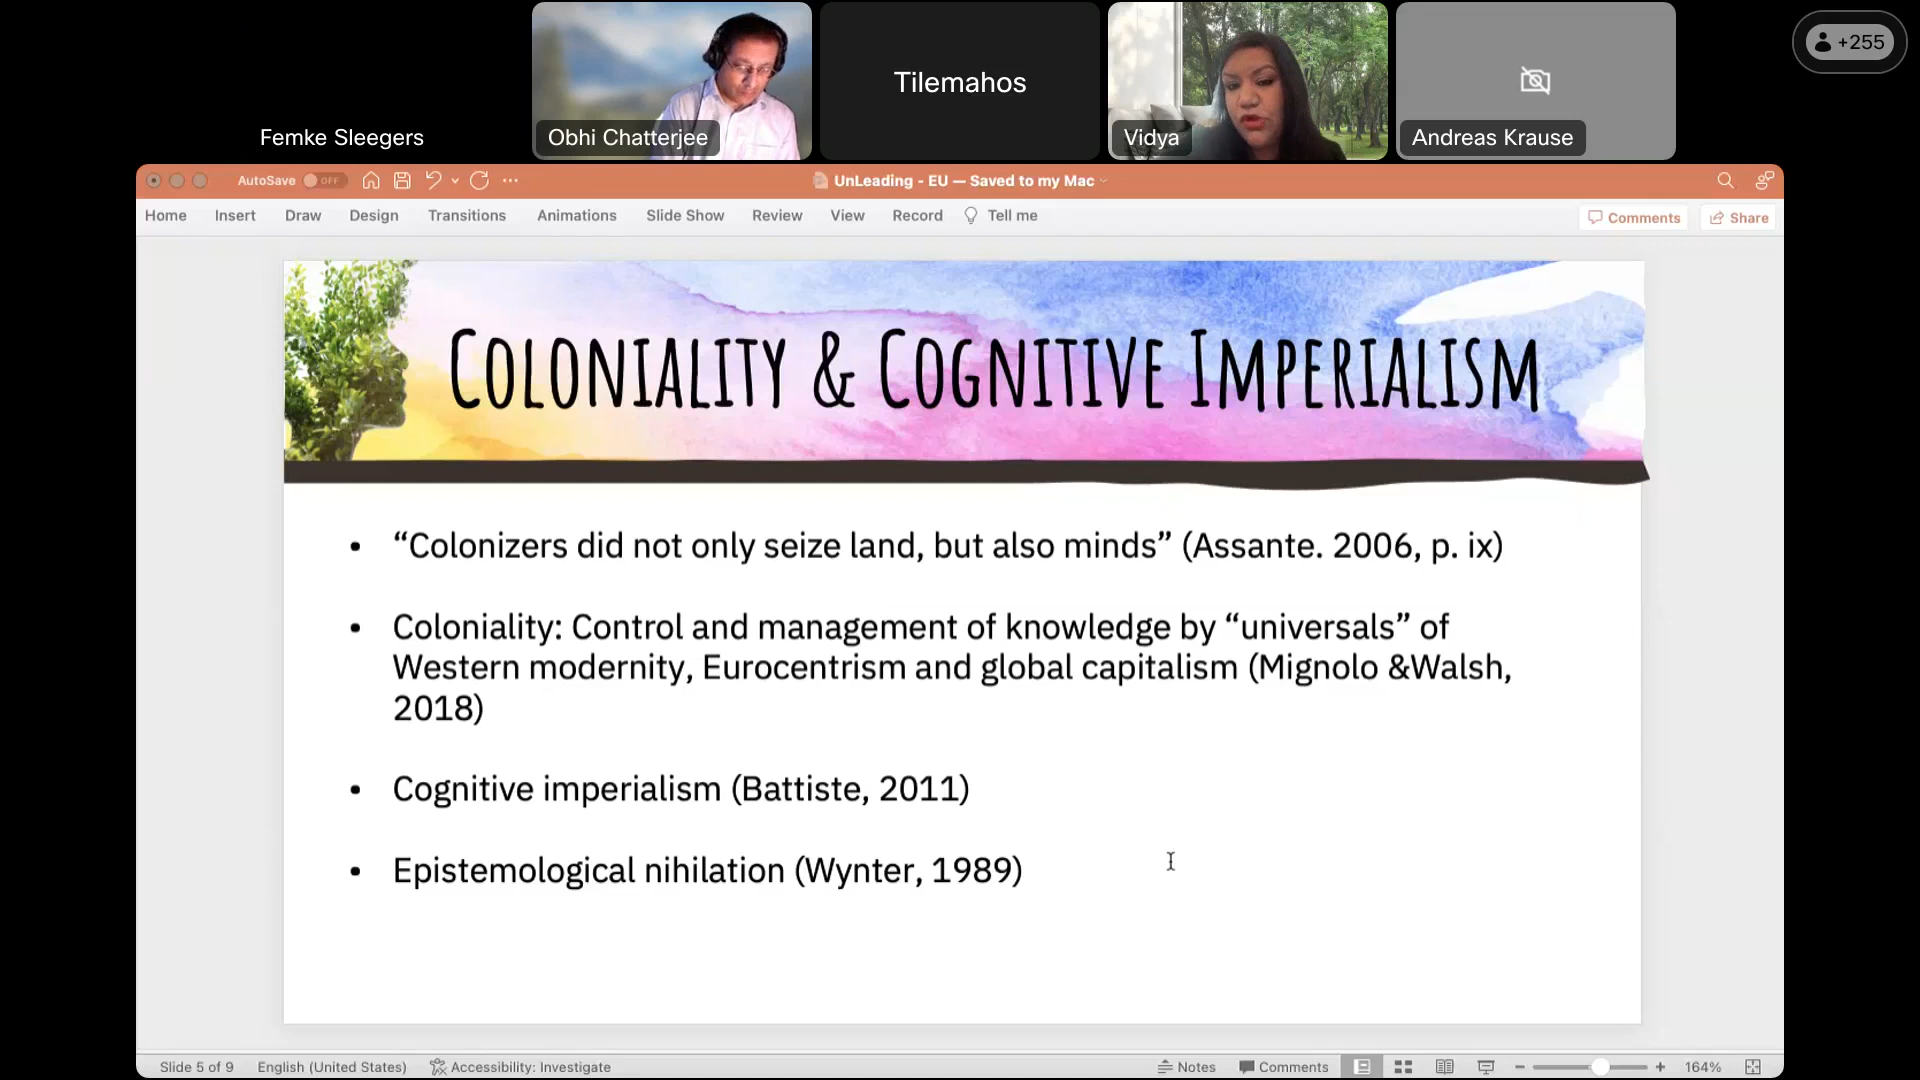 Femke Sleegers
Obhi Chatterjee
Tilemahos
Vidya
Andreas Krause
+255
AutoSave OFF
UnLeading - EU — Saved to my Mac
Home Insert Draw Design Transitions Animations Slide Show Review View Record Tell me
Comments Share
COLONIALITY & COGNITIVE IMPERIALISM
• “Colonizers did not only seize land, but also minds” (Assante. 2006, p. ix)
• Coloniality: Control and management of knowledge by “universals” of
Western modernity, Eurocentrism and global capitalism (Mignolo &Walsh,
2018)
• Cognitive imperialism (Battiste, 2011)
• Epistemological nihilation (Wynter, 1989)
Slide 5 of 9 English (United States) Accessibility: Investigate Notes Comments 164%